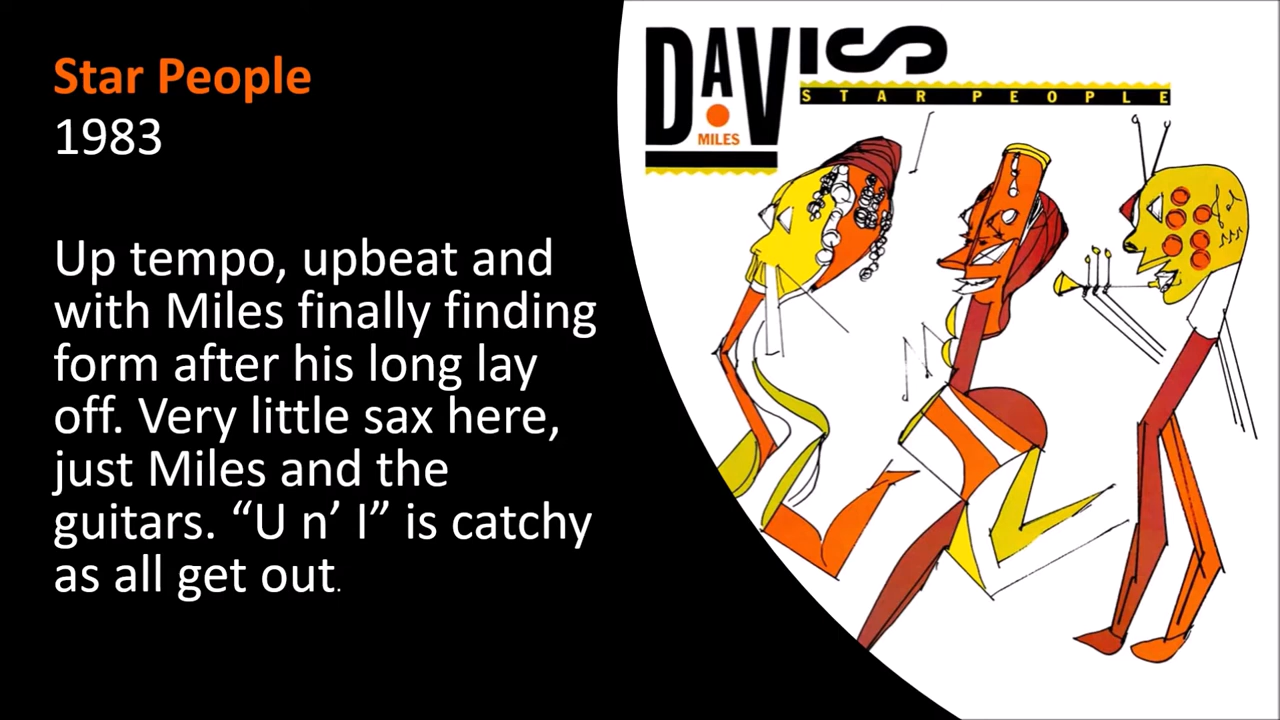 Star People
1983
Up tempo, upbeat and
with Miles finally finding
form after his long lay
off. Very little sax here,
just Miles and the
guitars. “U n’ I” is catchy
as all get out.
DAVIS
MILES
STAR PEOPLE